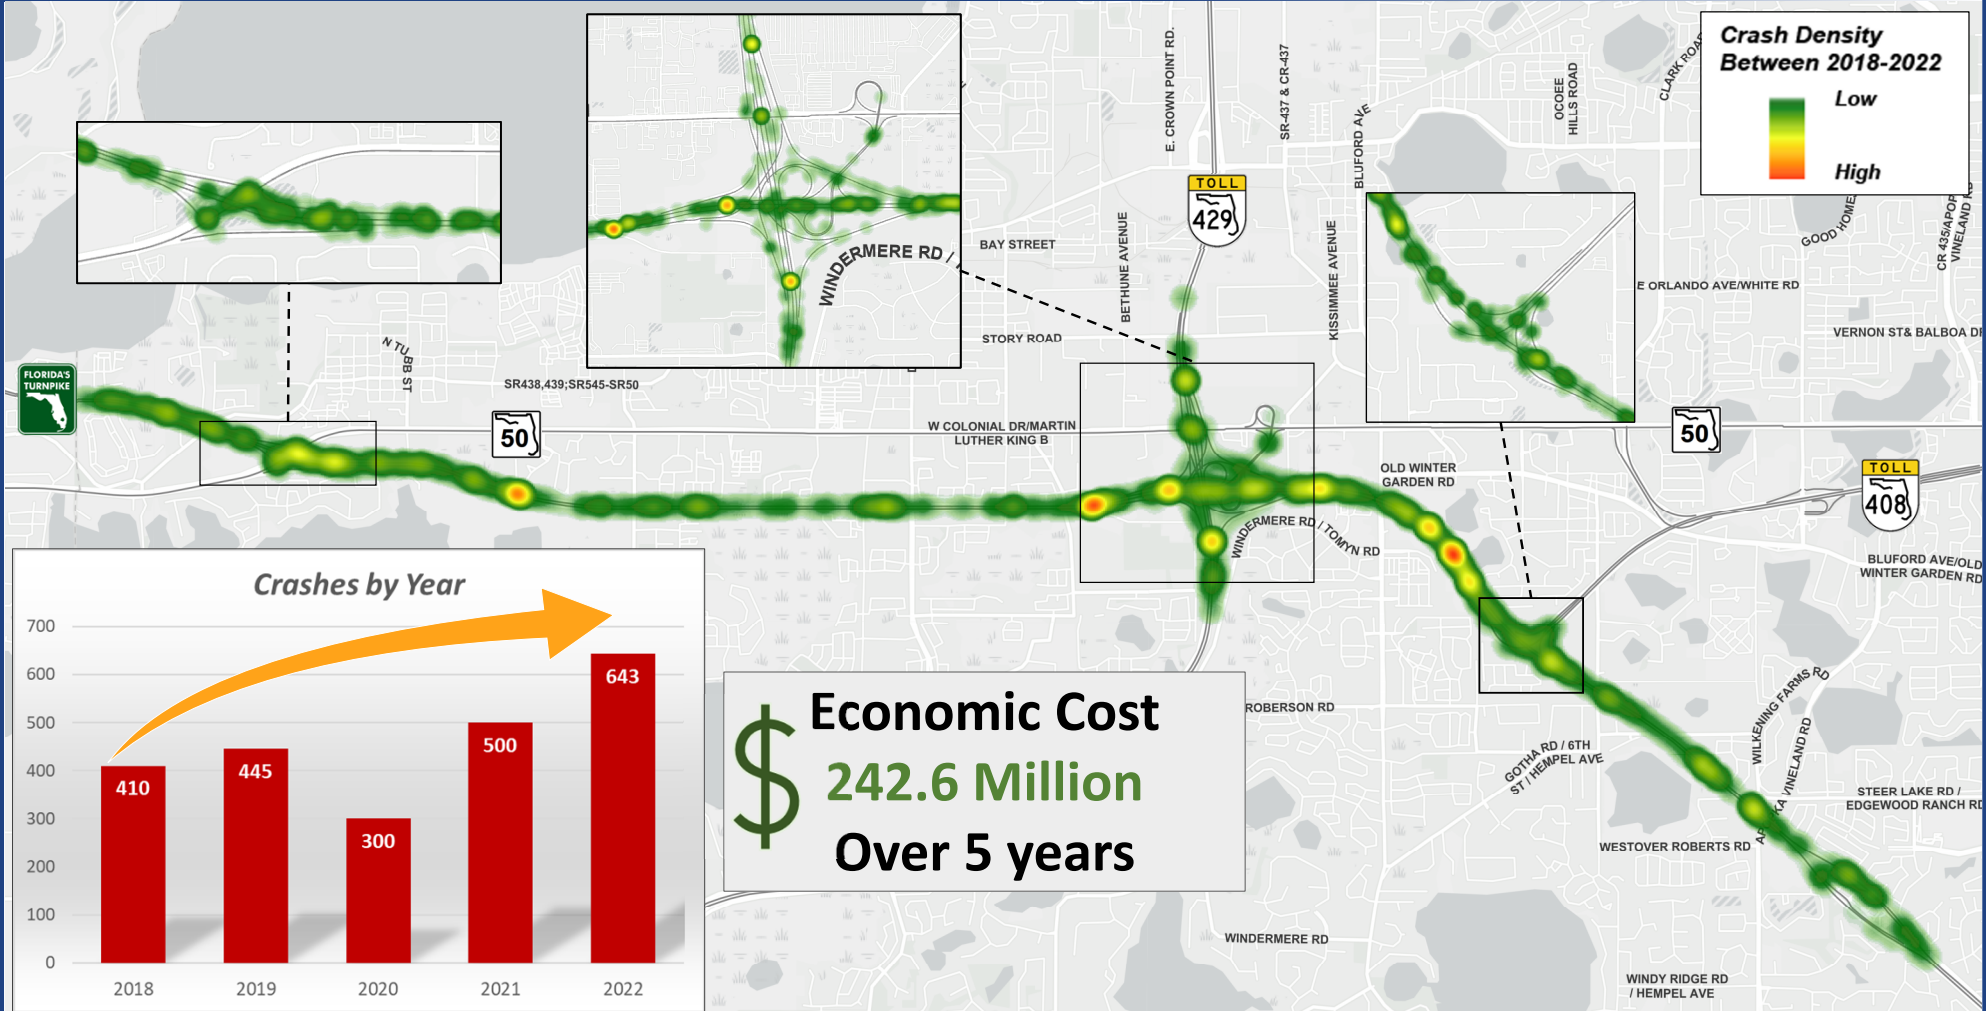 Crash Density
Between 2018-2022
Low
High
CLARK ROAD
OCOEE
HILLS ROAD
E. CROWN POINT RD.
SR-437 & CR-437
BLUFORD AVE
TOLL
429
BETHUNE AVENUE
KISSIMMEE AVENUE
BAY STREET
STORY ROAD
WINDERMERE RD /
GOOD HOME
CR 435/APOP
VINELAND RD
E ORLANDO AVE/WHITE RD
VERNON ST& BALBOA DR
FLORIDA'S
TURNPIKE
N TUBB ST
SR438,439;SR545-SR50
50
W COLONIAL DR/MARTIN
LUTHER KING B
50
OLD WINTER
GARDEN RD
TOLL
408
WINDERMERE RD / TOMYN RD
BLUFORD AVE/OLD
WINTER GARDEN RD
Crashes by Year
700
600
500
400
300
200
100
0
410
445
300
500
643
2018
2019
2020
2021
2022
$
Economic Cost
242.6 Million
Over 5 years
ROBERSON RD
GOTHA RD / 6TH
ST / HEMPEL AVE
WILKENING FARMS RD
KA VINELAND RD
STEER LAKE RD /
EDGEWOOD RANCH RD
WESTOVER ROBERTS RD
WINDERMERE RD
WINDY RIDGE RD
/ HEMPEL AVE